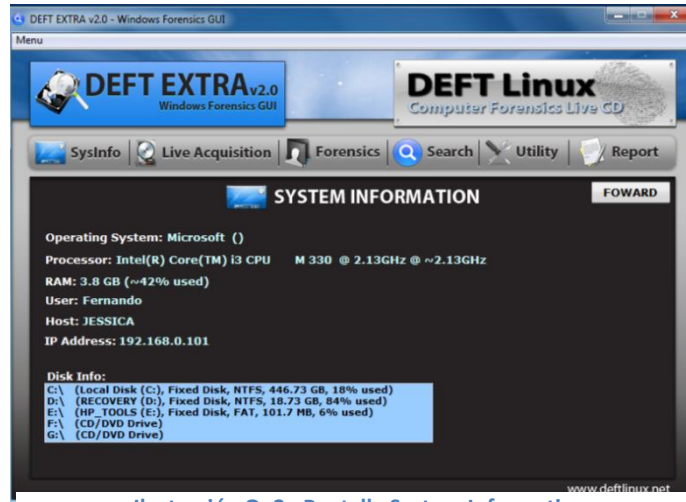 DEFT EXTRA v2.0 - Windows Forensics GUI
Menu
DEFT EXTRA v2.0
Windows Forensics GUI
DEFT Linux
Computer Forensics Live CD
SysInfo
Live Acquisition
Forensics
Search
Utility
Report
SYSTEM INFORMATION
FOWARD
Operating System: Microsoft ()
Processor: Intel(R) Core(TM) i3 CPU M 330 @ 2.13GHz @ ~2.13GHz
RAM: 3.8 GB (~42% used)
User: Fernando
Host: JESSICA
IP Address: 192.168.0.101
Disk Info:
C:\ (Local Disk (C:), Fixed Disk, NTFS, 446.73 GB, 18% used)
D:\ (RECOVERY (D:), Fixed Disk, NTFS, 18.73 GB, 84% used)
E:\ (HP_TOOLS (E:), Fixed Disk, FAT, 101.7 MB, 6% used)
F:\ (CD/DVD Drive)
G:\ (CD/DVD Drive)
www.deftlinux.net